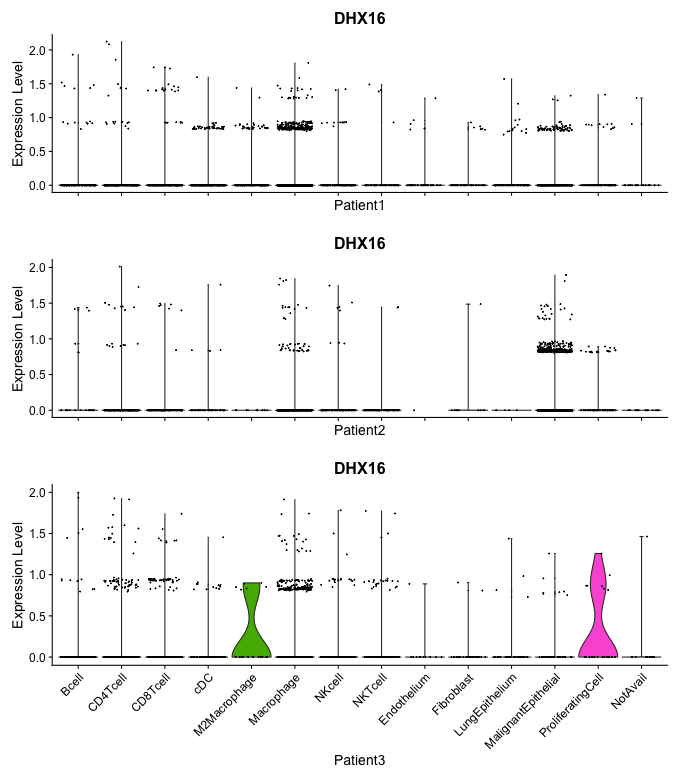 DHX16
Expression Level
2.0
1.5
1.0
0.5
0.0
Patient1
DHX16
Expression Level
2.0
1.5
1.0
0.5
0.0
Patient2
DHX16
Expression Level
2.0
1.5
1.0
0.5
0.0
Bcell
CD4Tcell
CD8Tcell
cDC
M2Macrophage
Macrophage
NKcell
NKTcell
Endothelium
Fibroblast
LungEpithelium
MalignantEpithelial
ProliferatingCell
NotAvail
Patient3